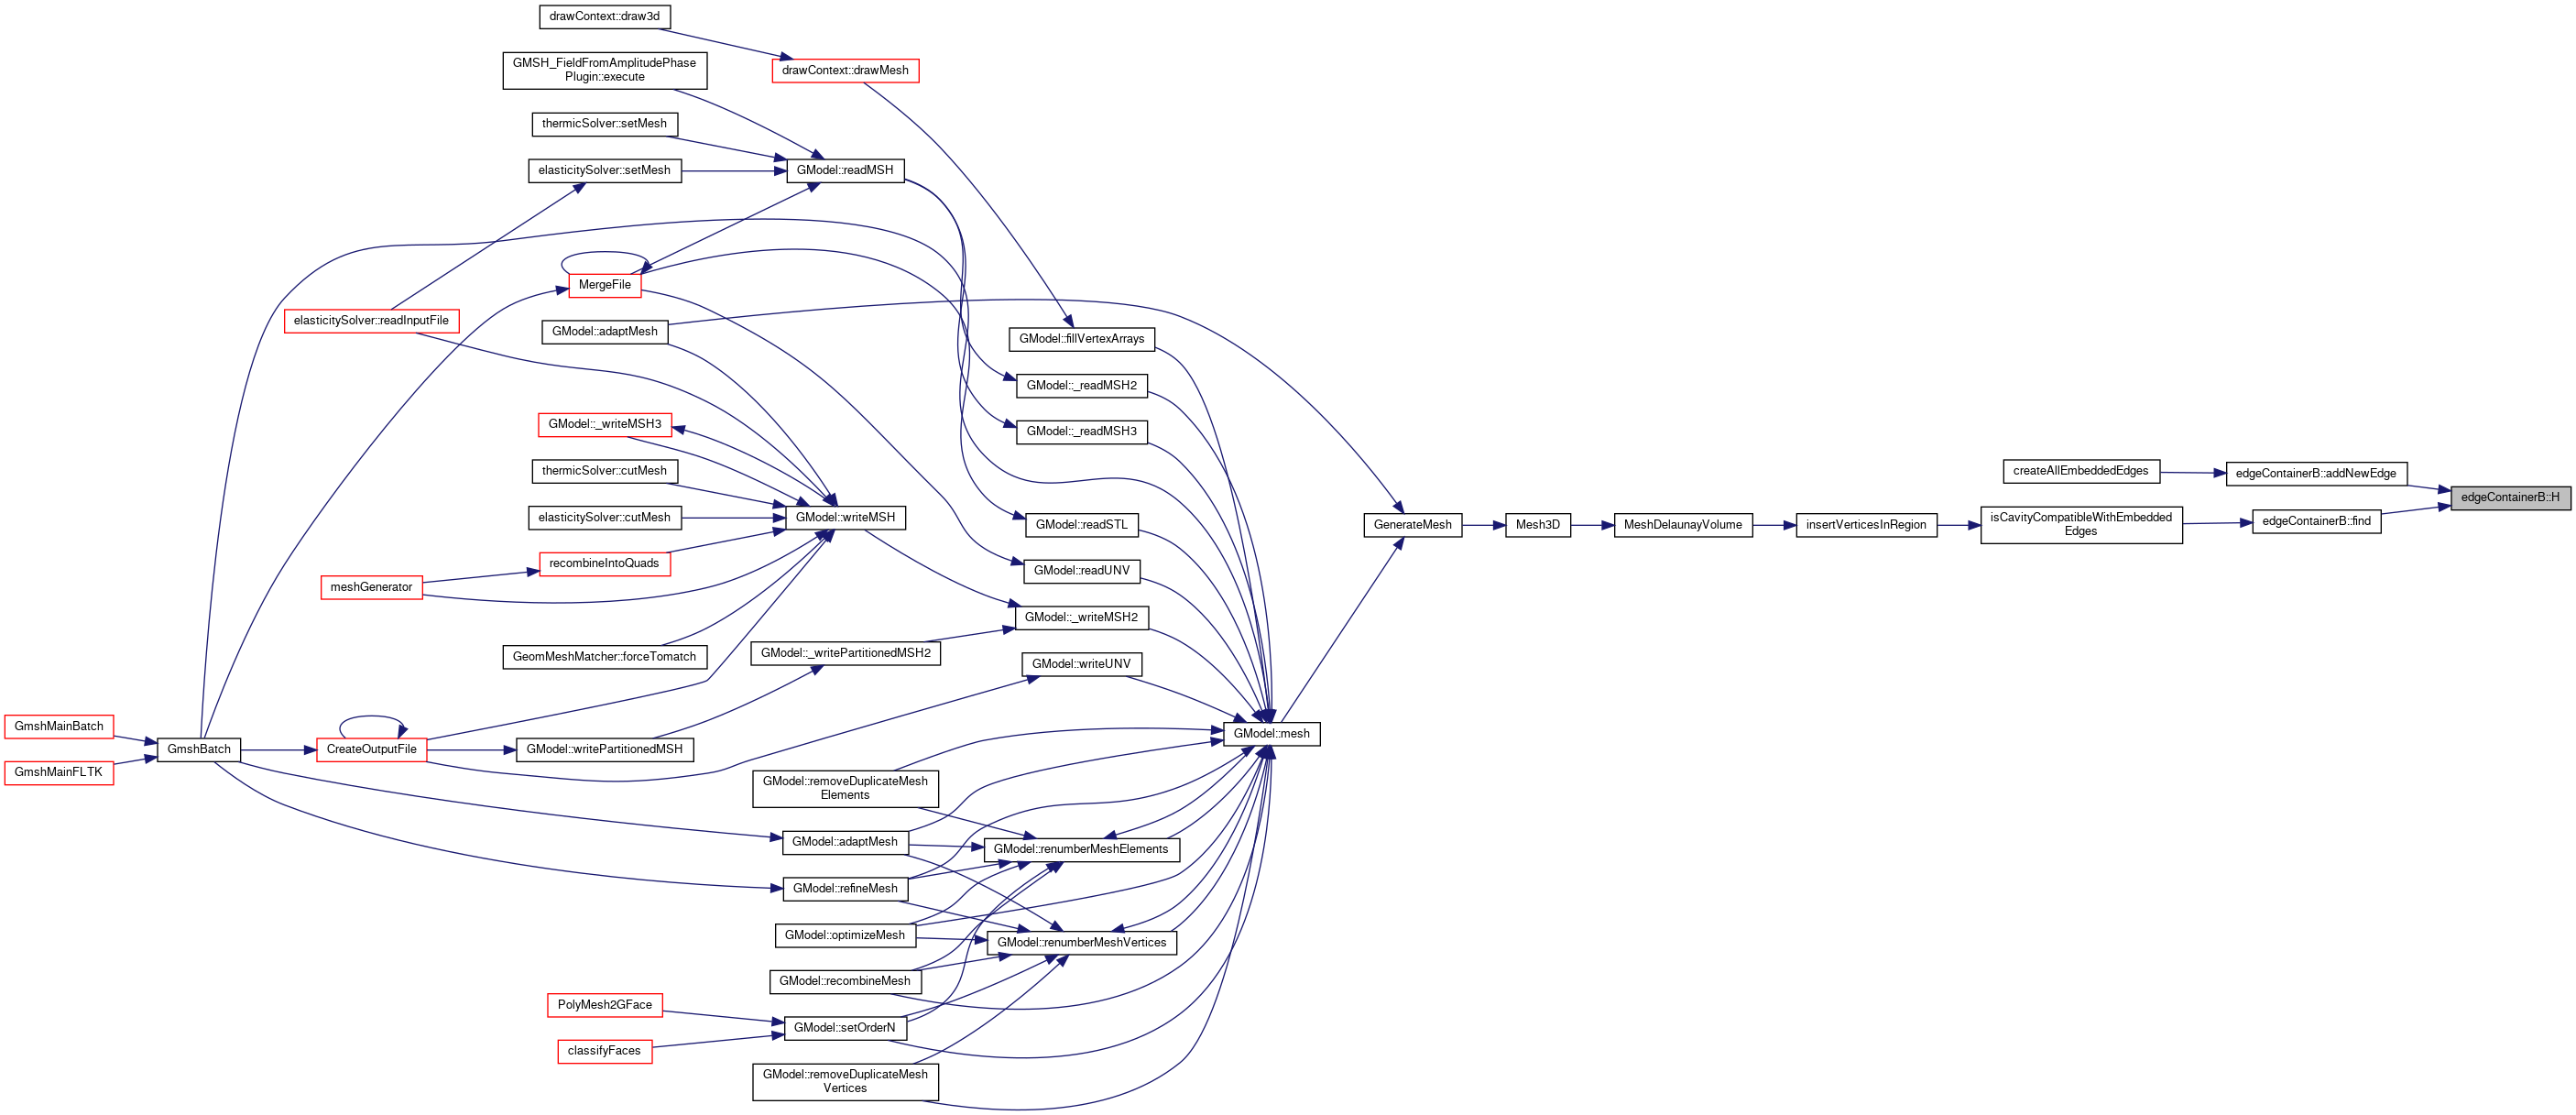 drawContext::draw3d
GMSH_FieldFromAmplitudePhase
Plugin::execute
drawContext::drawMesh
thermicSolver::setMesh
elasticitySolver::setMesh
GModel::readMSH
MergeFile
elasticitySolver::readInputFile
GModel::adaptMesh
GModel::fillVertexArrays
GModel::_readMSH2
GModel::_writeMSH3
GModel::_readMSH3
thermicSolver::cutMesh
elasticitySolver::cutMesh
GModel::writeMSH
GModel::readSTL
GenerateMesh
Mesh3D
MeshDelaunayVolume
insertVerticesInRegion
createAllEmbeddedEdges
isCavityCompatibleWithEmbedded
Edges
edgeContainerB::addNewEdge
edgeContainerB::find
edgeContainerB::H
recombineIntoQuads
GModel::readUNV
meshGenerator
GModel::_writeMSH2
GeomMeshMatcher::forceTomatch
GModel::_writePartitionedMSH2
GModel::writeUNV
GmshMainBatch
GmshMainFLTK
GmshBatch
CreateOutputFile
GModel::writePartitionedMSH
GModel::mesh
GModel::removeDuplicateMesh
Elements
GModel::adaptMesh
GModel::renumberMeshElements
GModel::refineMesh
GModel::optimizeMesh
GModel::renumberMeshVertices
GModel::recombineMesh
PolyMesh2GFace
GModel::setOrderN
classifyFaces
GModel::removeDuplicateMesh
Vertices